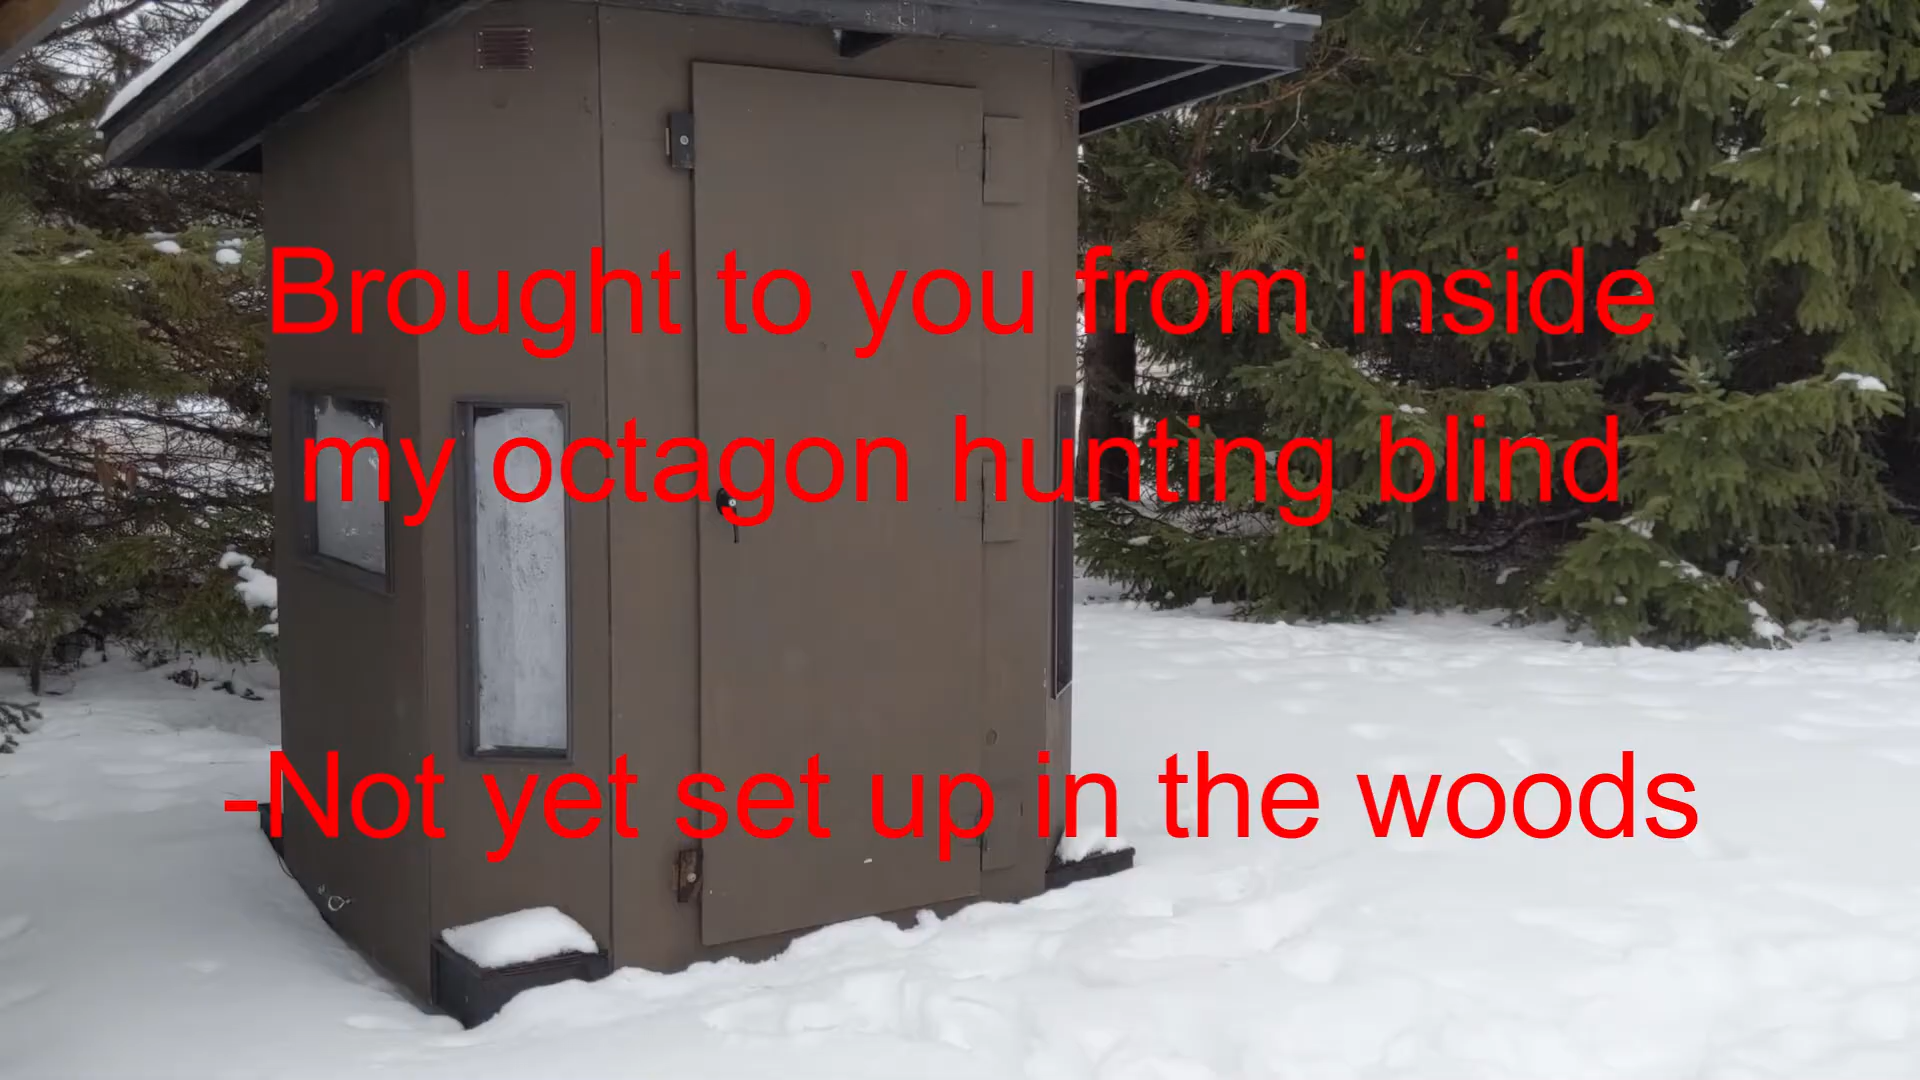 Brought to you from inside
my octagon hunting blind
-Not yet set up in the woods